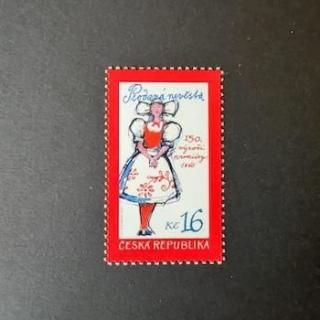 Prodaná nevěsta
150.
výročí
premiéry
1866
Kč 16
ČESKÁ REPUBLIKA